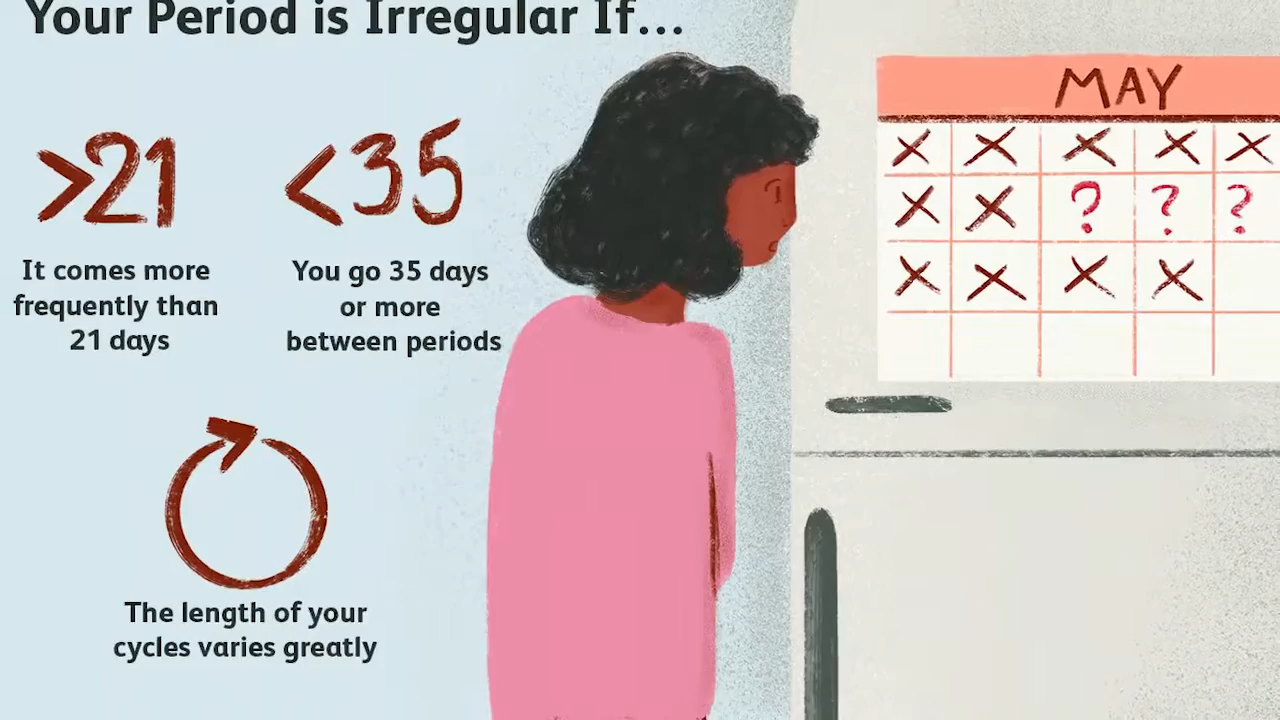 Your Period is Irregular If...
>21
It comes more
frequently than
21 days
<35
You go 35 days
or more
between periods
The length of your
cycles varies greatly
MAY
X X X X X
X X ? ? ?
X X X X